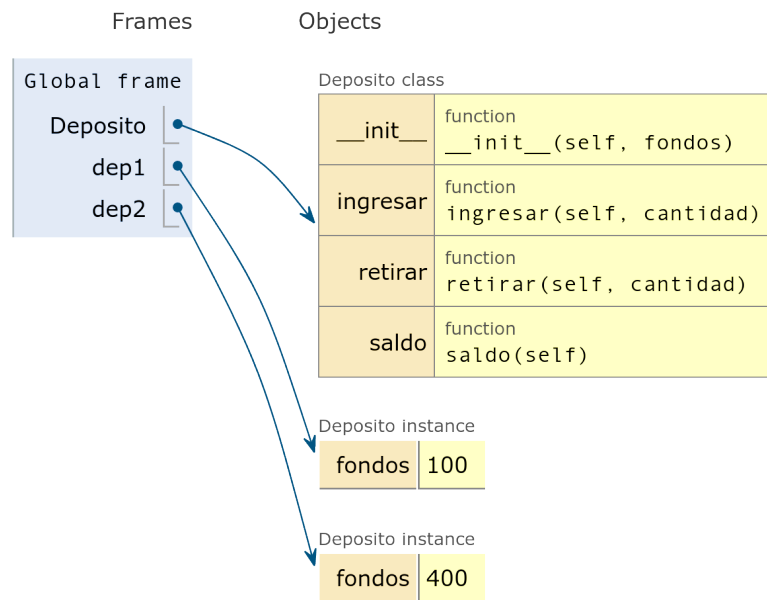 Frames Objects
Global frame
Deposito
dep1
dep2
Deposito class
__init__
function
__init__(self, fondos)
ingresar
function
ingresar(self, cantidad)
retirar
function
retirar(self, cantidad)
saldo
function
saldo(self)
Deposito instance
fondos 100
Deposito instance
fondos 400